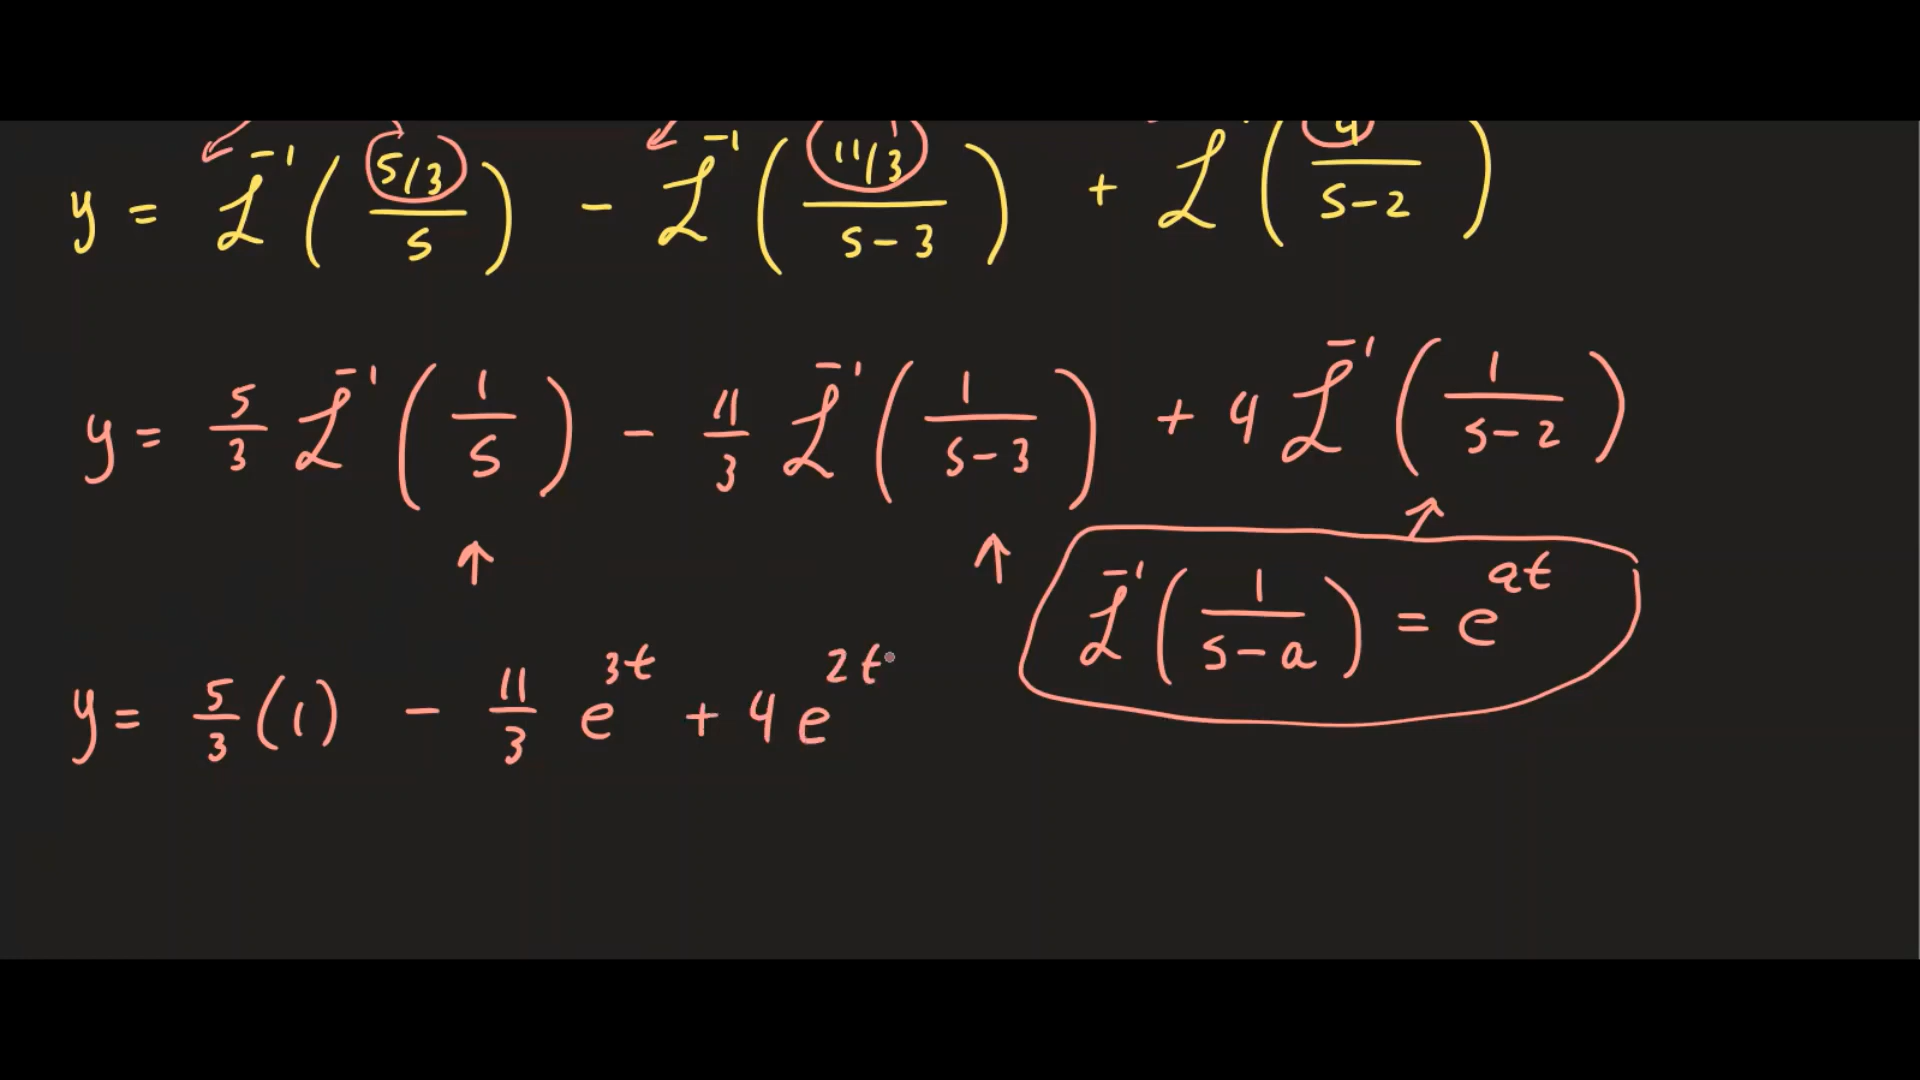 y = ℒ⁻¹( (5/3)/s ) − ℒ⁻¹( (11/3)/(s−3) ) + ℒ⁻¹( 4/(s−2) )
y = 5/3 ℒ⁻¹( 1/s ) − 11/3 ℒ⁻¹( 1/(s−3) ) + 4 ℒ⁻¹( 1/(s−2) )
ℒ⁻¹( 1/(s−a) ) = e^{at}
y = 5/3 (1) − 11/3 e^{3t} + 4e^{2t}